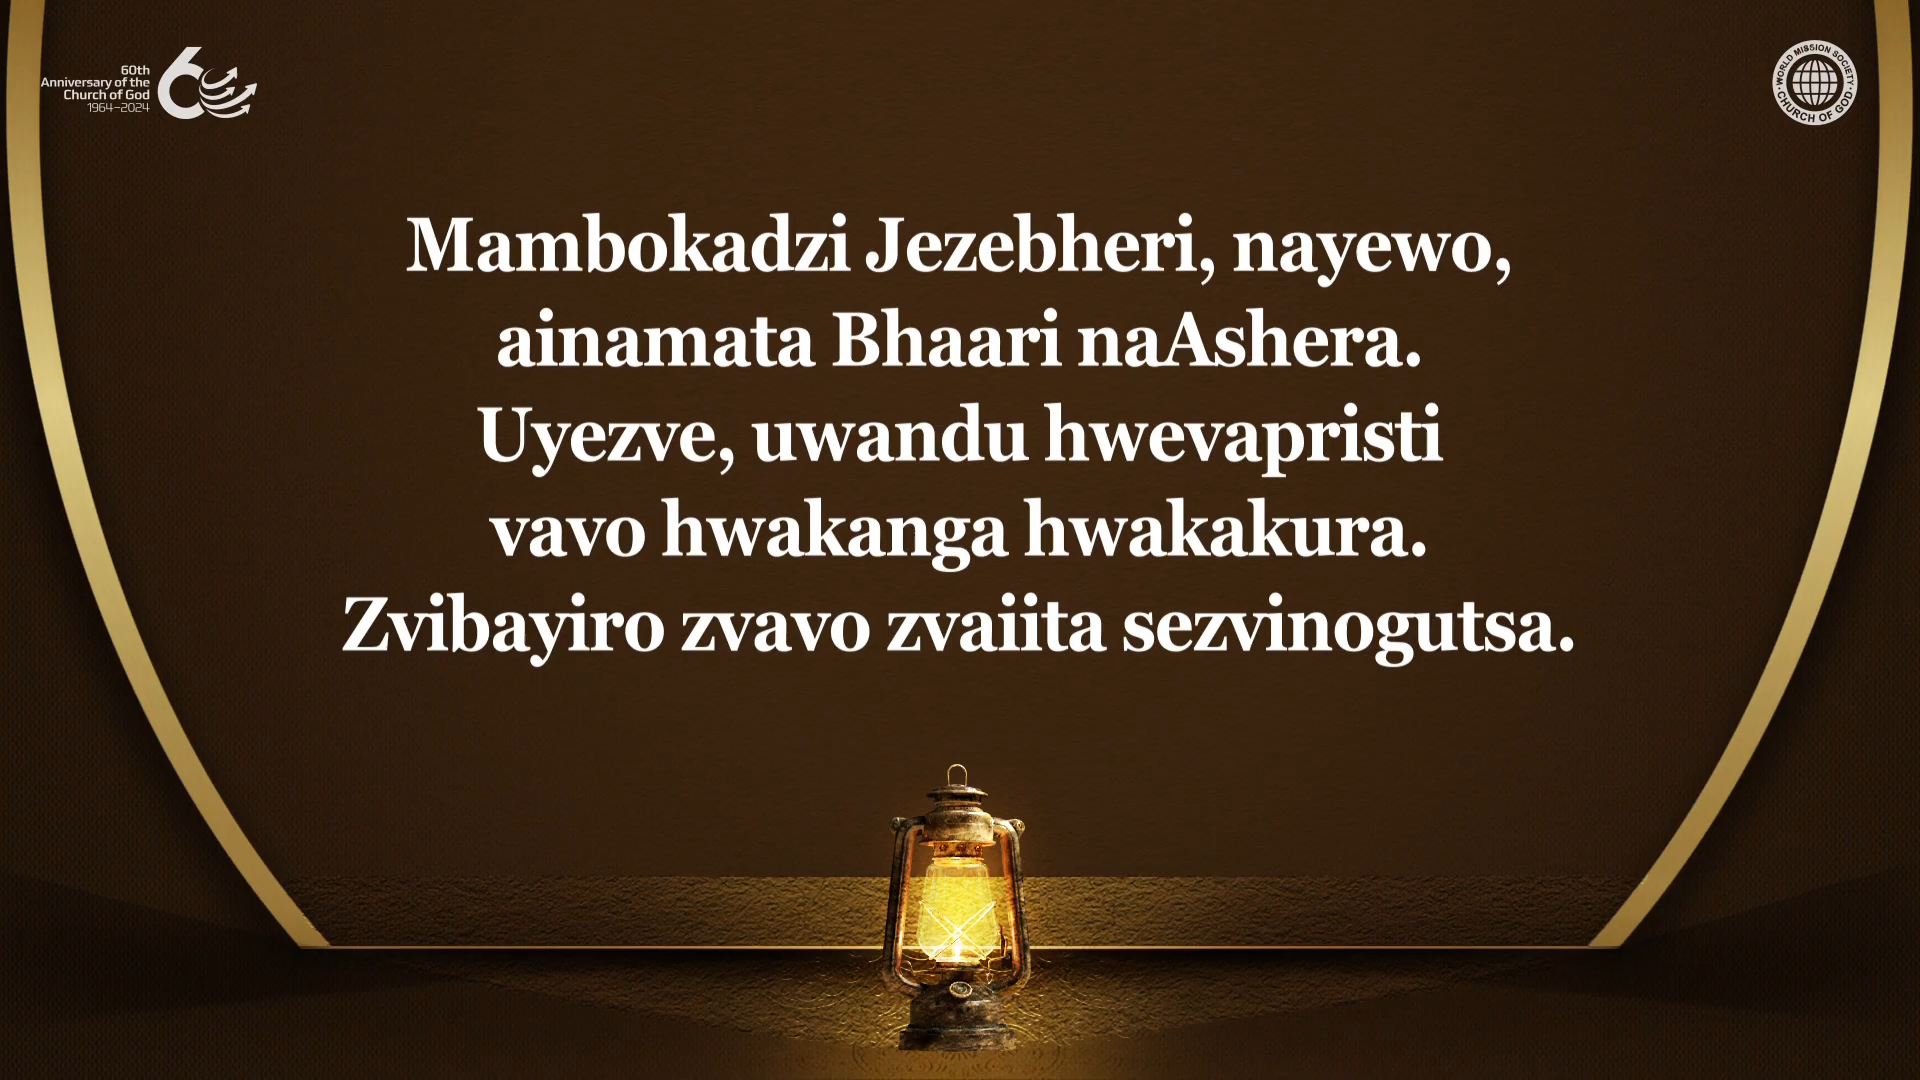 60th
Anniversary of the
Church of God
1964–2024
WORLD MISSION SOCIETY
CHURCH OF GOD
Mambokadzi Jezebheri, nayewo,
ainamata Bhaari naAshera.
Uyezve, uwandu hwevapristi
vavo hwakanga hwakakura.
Zvibayiro zvavo zvaiita sezvinogutsa.